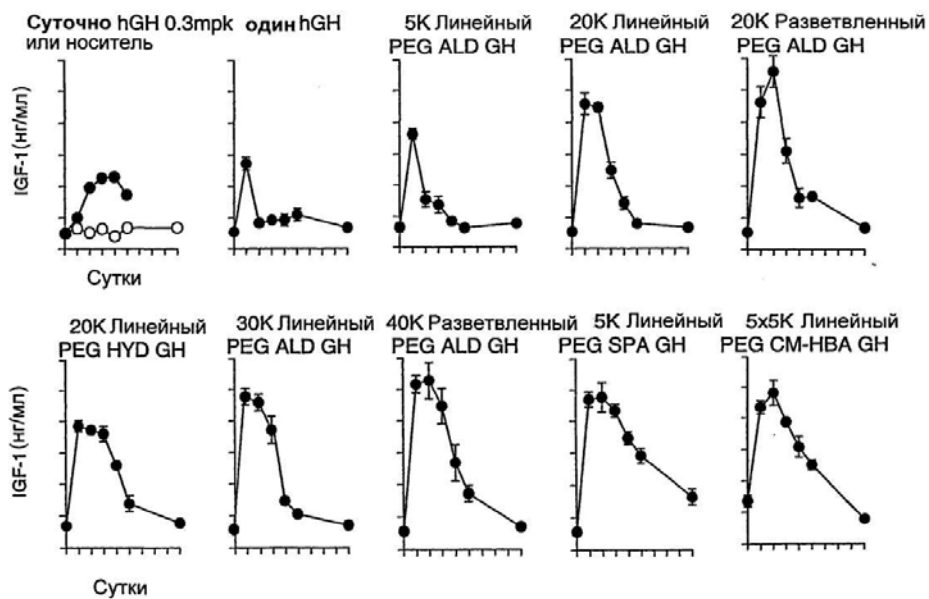 Суточно hGH 0.3mpk
или носитель
один hGH
5K Линейный
PEG ALD GH
20K Линейный
PEG ALD GH
20K Разветвленный
PEG ALD GH
IGF-1 (нг/мл)
Сутки
20K Линейный
PEG HYD GH
30K Линейный
PEG ALD GH
40K Разветвленный
PEG ALD GH
5K Линейный
PEG SPA GH
5x5K Линейный
PEG CM-HBA GH
IGF-1 (нг/мл)
Сутки